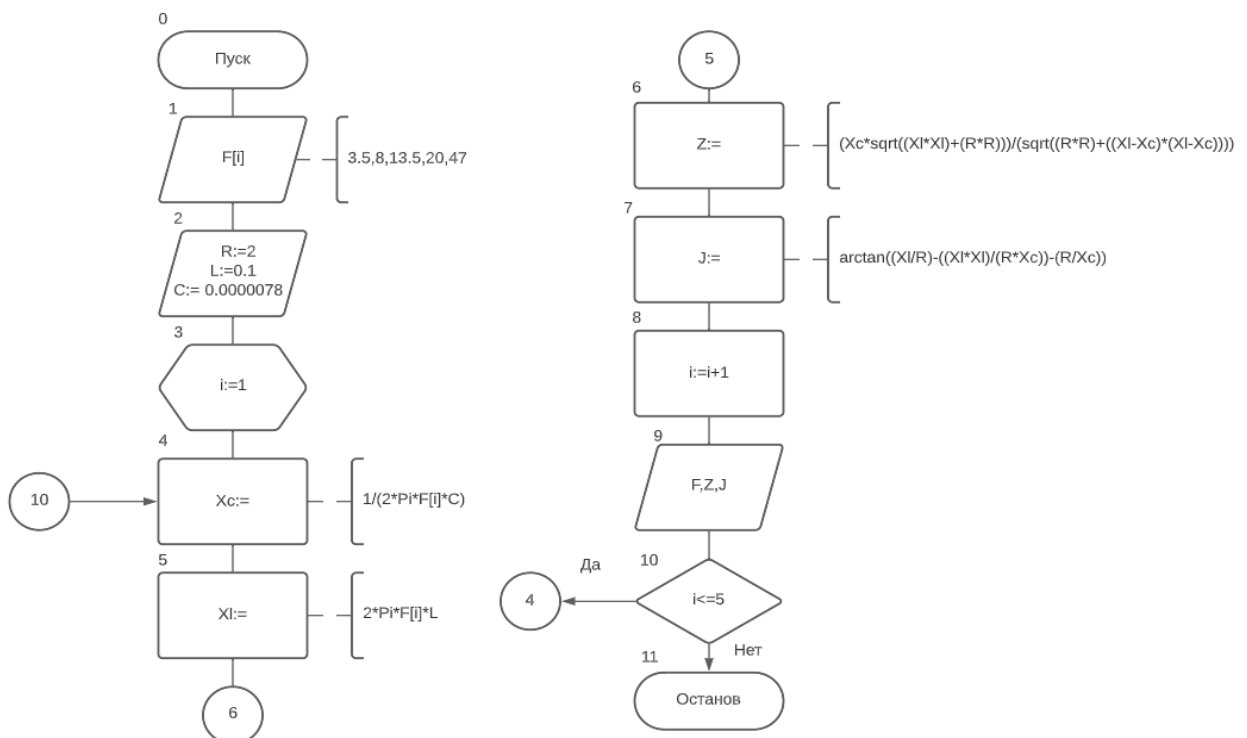 0
Пуск
1
F[i]
3.5,8,13.5,20,47
2
R:=2
L:=0.1
C:= 0.0000078
3
i:=1
4
10
Xc:=
1/(2*Pi*F[i]*C)
5
Xl:=
2*Pi*F[i]*L
6
5
6
Z:=
(Xc*sqrt((Xl*Xl)+(R*R)))/(sqrt((R*R)+((Xl-Xc)*(Xl-Xc))))
7
J:=
arctan((Xl/R)-((Xl*Xl)/(R*Xc))-(R/Xc))
8
i:=i+1
9
F,Z,J
10
Да
4
i<=5
Нет
11
Останов